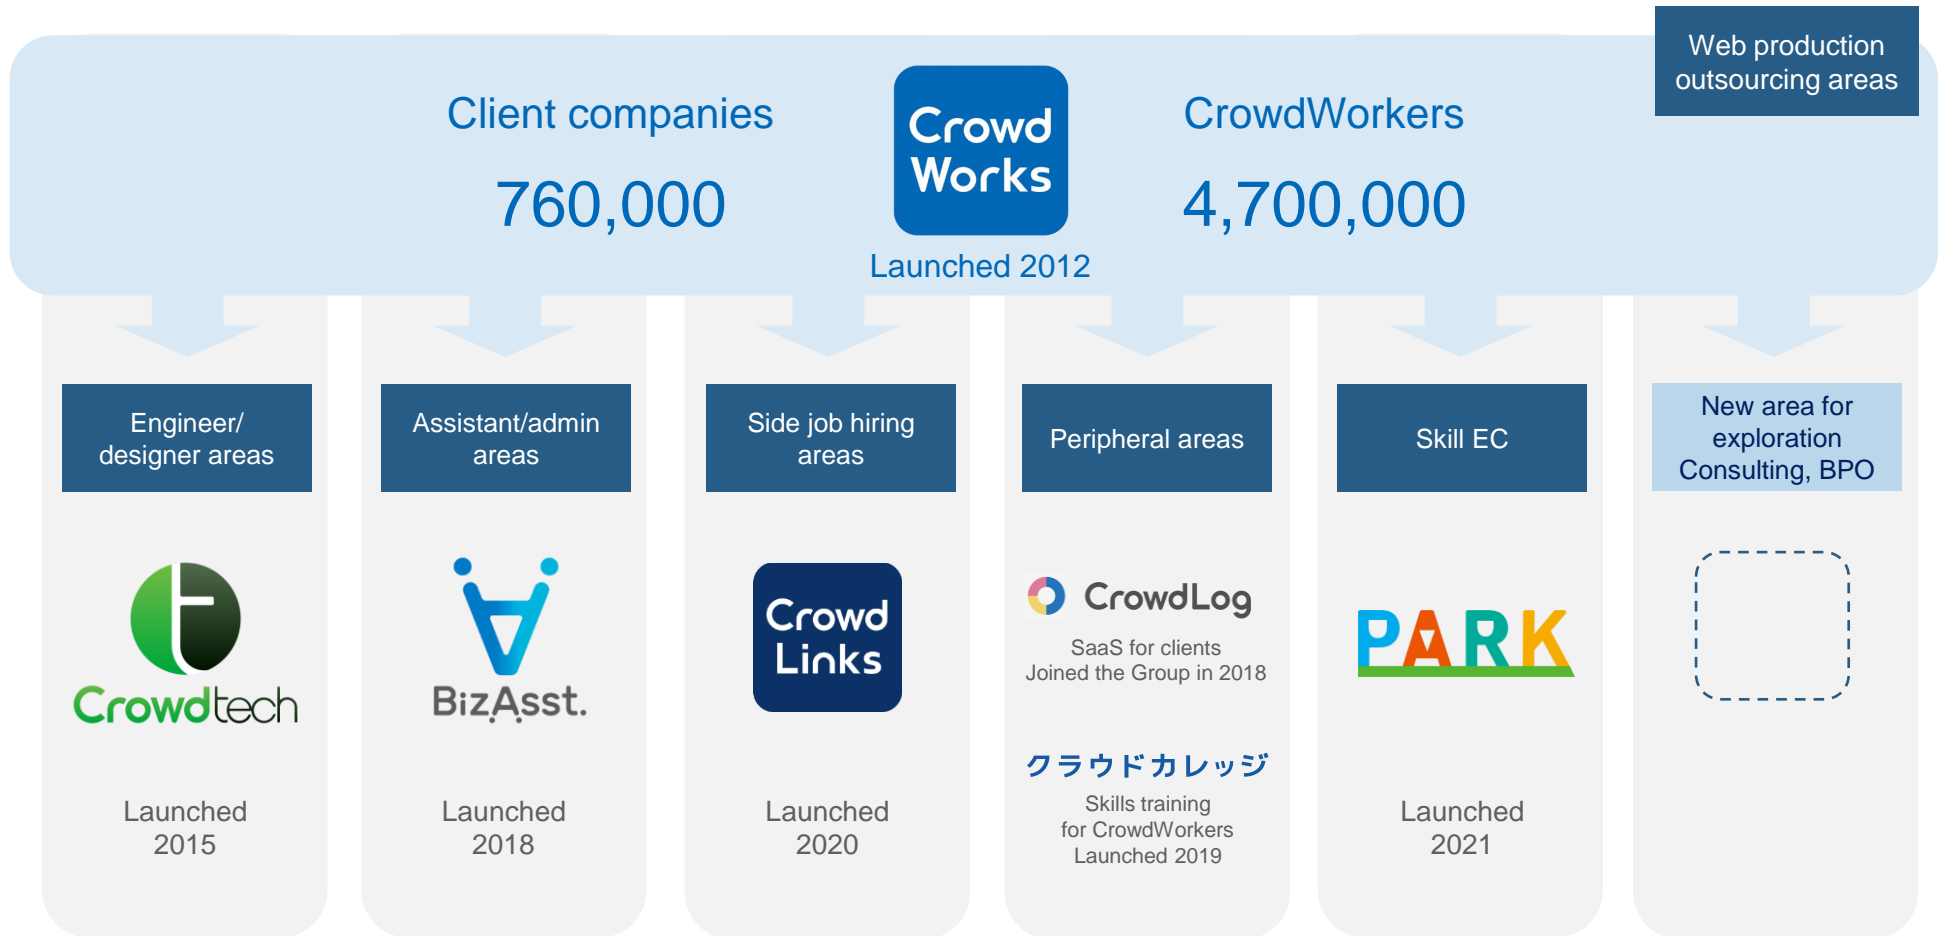 Web production
outsourcing areas
Client companies
760,000
Crowd
Works
Launched 2012
CrowdWorkers
4,700,000
Engineer/
designer areas
Crowdtech
Launched
2015
Assistant/admin
areas
BizAsst.
Launched
2018
Side job hiring
areas
Crowd
Links
Launched
2020
Peripheral areas
CrowdLog
SaaS for clients
Joined the Group in 2018
クラウドカレッジ
Skills training
for CrowdWorkers
Launched 2019
Skill EC
PARK
Launched
2021
New area for
exploration
Consulting, BPO